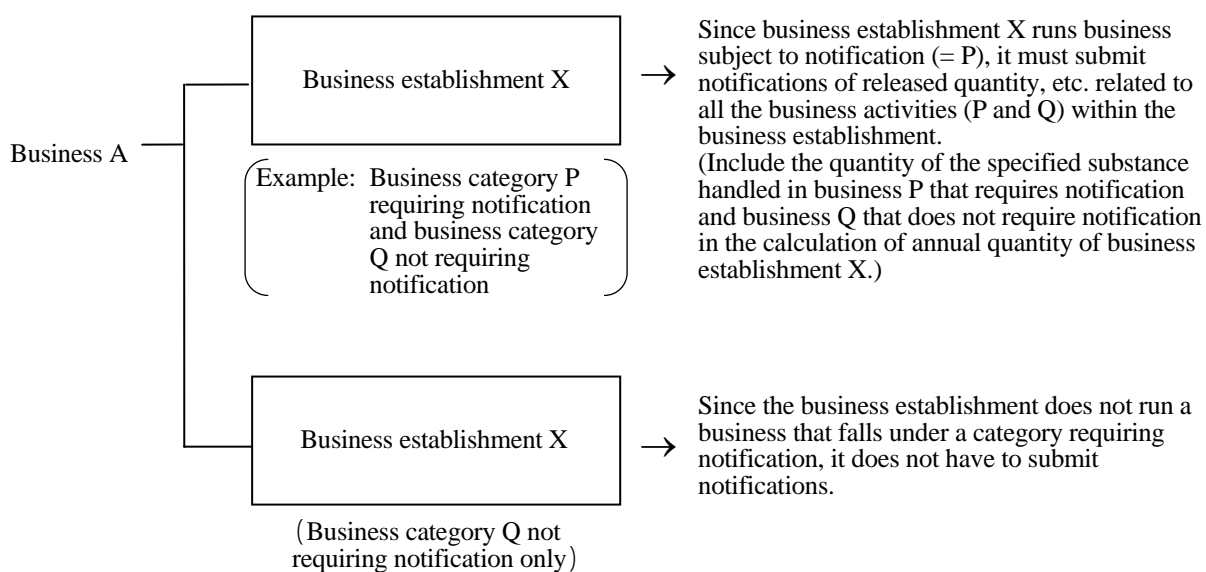 Business A
Business establishment X
(Example: Business category P
requiring notification
and business category
Q not requiring
notification)
→
Since business establishment X runs business
subject to notification (= P), it must submit
notifications of released quantity, etc. related to
all the business activities (P and Q) within the
business establishment.
(Include the quantity of the specified substance
handled in business P that requires notification
and business Q that does not require notification
in the calculation of annual quantity of business
establishment X.)
Business establishment X
(Business category Q not
requiring notification only)
→
Since the business establishment does not run a
business that falls under a category requiring
notification, it does not have to submit
notifications.